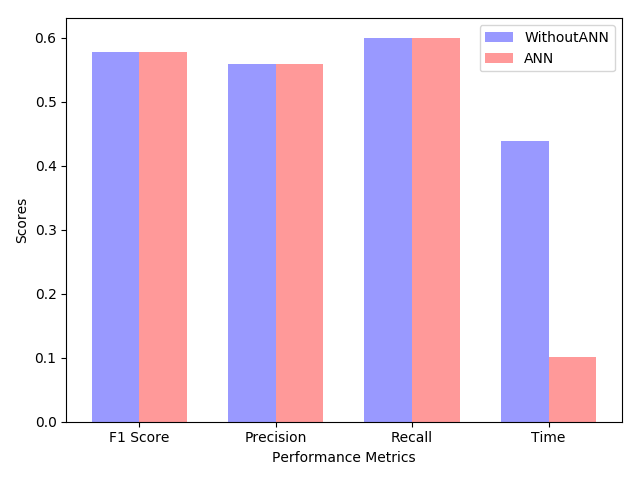 WithoutANN
ANN
0.6
0.5
0.4
0.3
0.2
0.1
0.0
Scores
F1 Score
Precision
Recall
Time
Performance Metrics